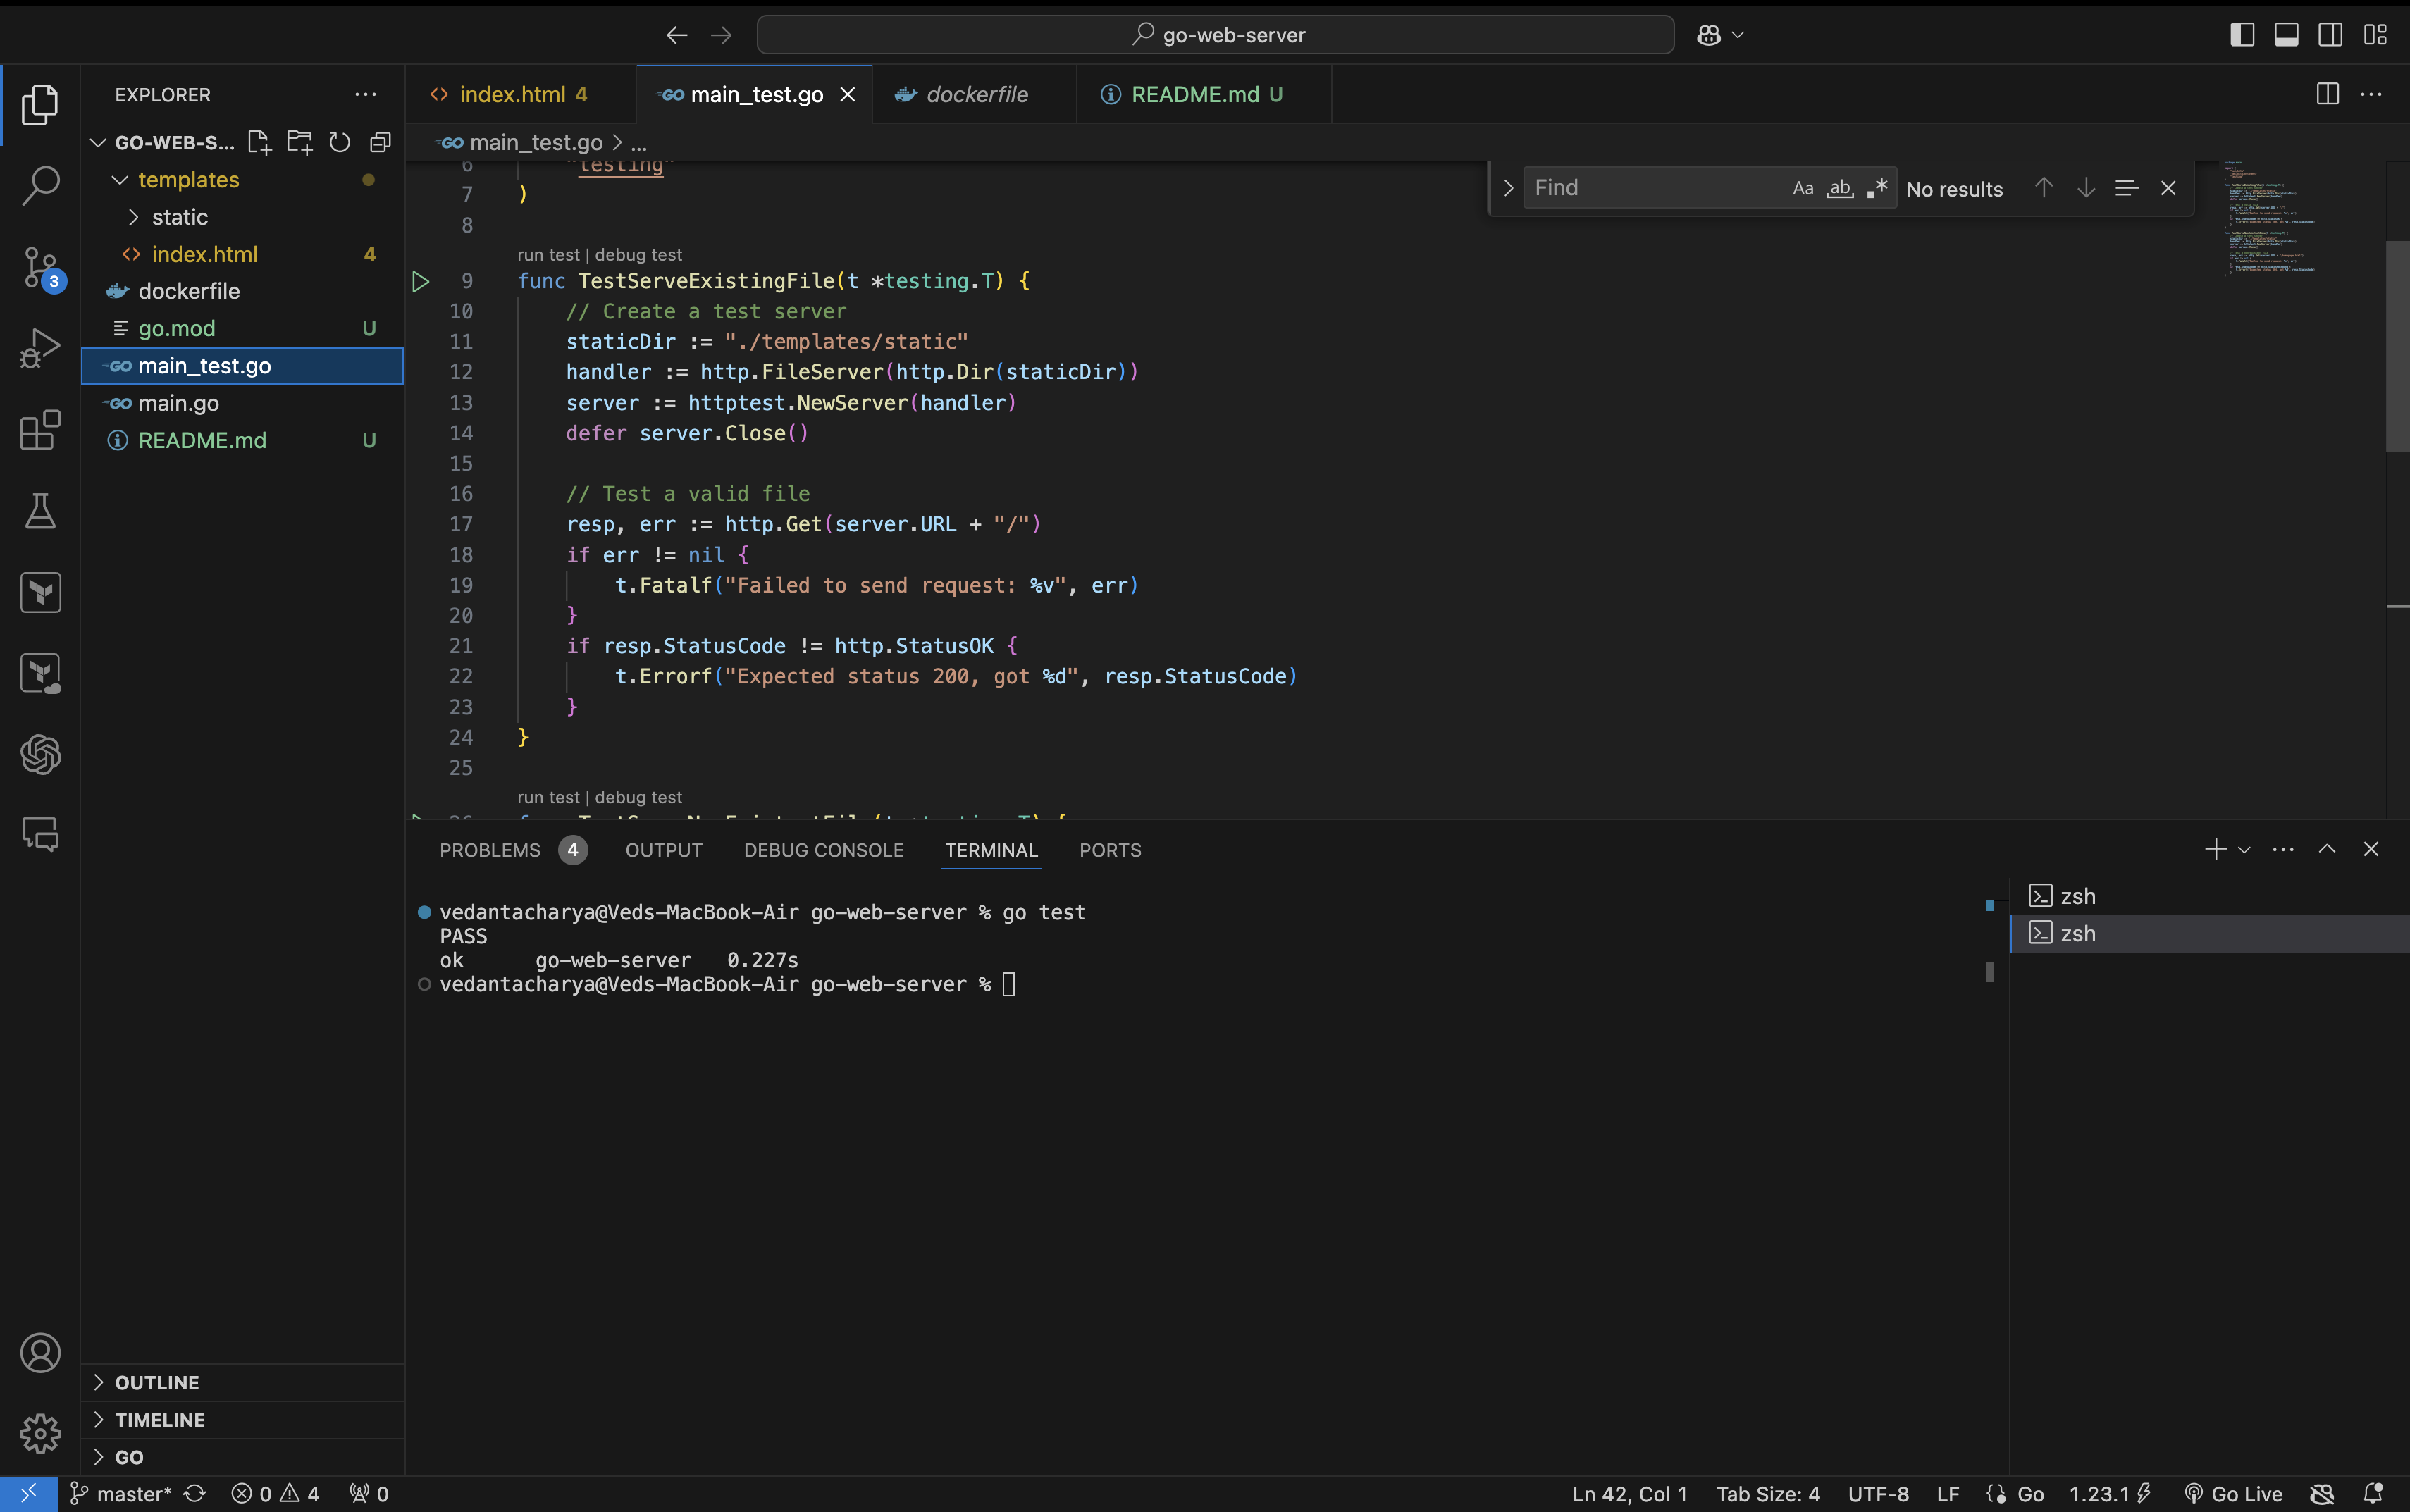 go-web-server
EXPLORER
GO-WEB-S...
templates
static
index.html 4
dockerfile
go.mod U
main_test.go
main.go
README.md U
3
OUTLINE
TIMELINE
GO
index.html 4
GO main_test.go
dockerfile
README.md U
GO main_test.go > ...
Find
Aa ab .* No results
6 "testing"
7 )
8
run test | debug test
9 func TestServeExistingFile(t *testing.T) {
10 // Create a test server
11 staticDir := "./templates/static"
12 handler := http.FileServer(http.Dir(staticDir))
13 server := httptest.NewServer(handler)
14 defer server.Close()
15
16 // Test a valid file
17 resp, err := http.Get(server.URL + "/")
18 if err != nil {
19 t.Fatalf("Failed to send request: %v", err)
20 }
21 if resp.StatusCode != http.StatusOK {
22 t.Errorf("Expected status 200, got %d", resp.StatusCode)
23 }
24 }
25
run test | debug test
PROBLEMS 4 OUTPUT DEBUG CONSOLE TERMINAL PORTS
vedantacharya@Veds-MacBook-Air go-web-server % go test
PASS
ok go-web-server 0.227s
vedantacharya@Veds-MacBook-Air go-web-server %
zsh
zsh
master* 0 4 0 Ln 42, Col 1 Tab Size: 4 UTF-8 LF Go 1.23.1 Go Live